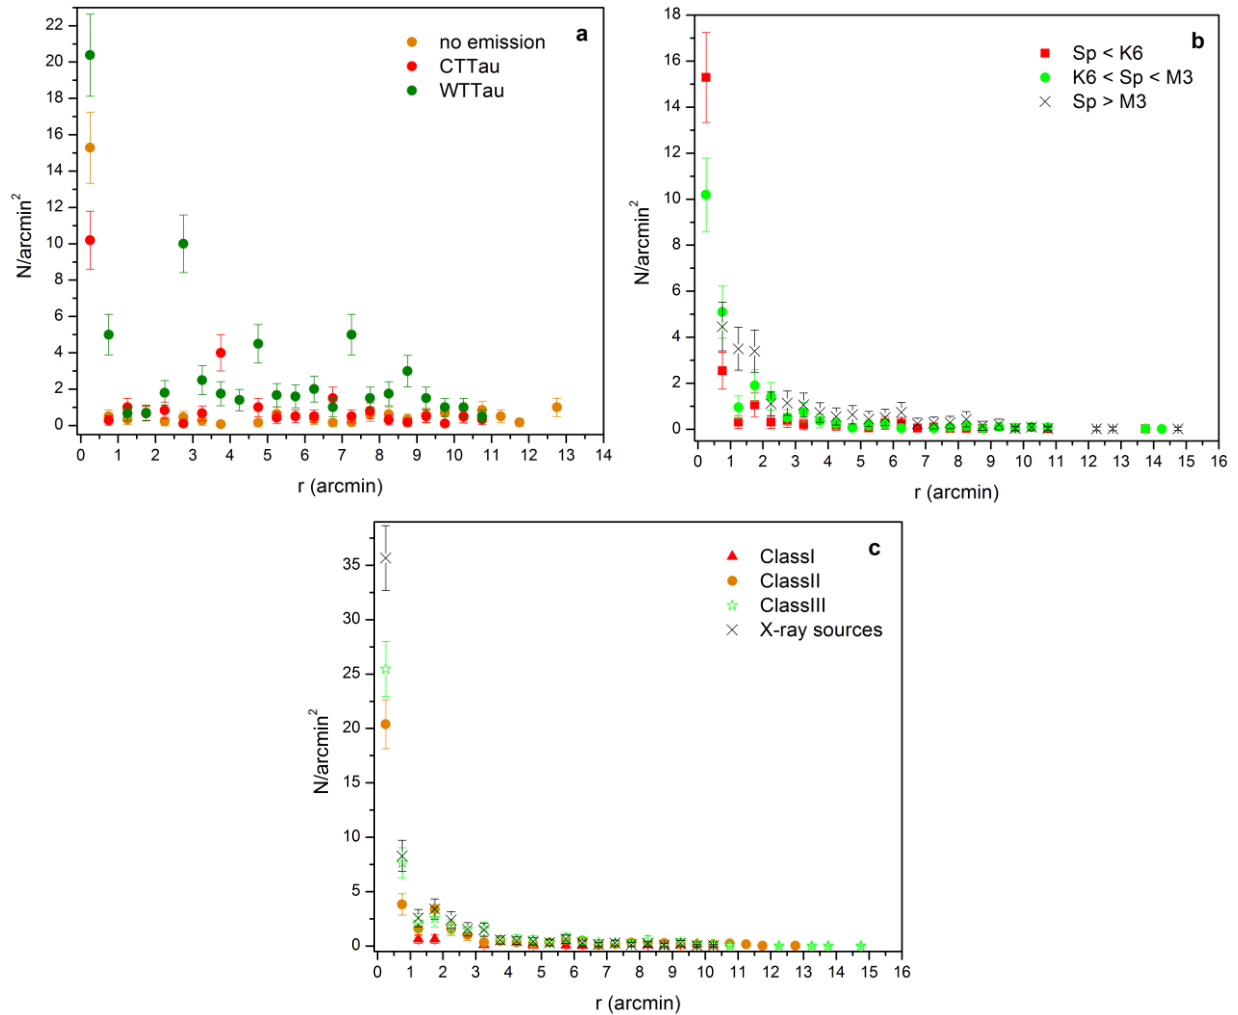 a
no emission
CTTau
WTTau
22
20
18
16
14
12
10
8
6
4
2
0
N/arcmin²
0 1 2 3 4 5 6 7 8 9 10 11 12 13 14
r (arcmin)
b
Sp < K6
K6 < Sp < M3
Sp > M3
18
16
14
12
10
8
6
4
2
0
N/arcmin²
0 1 2 3 4 5 6 7 8 9 10 11 12 13 14 15 16
r (arcmin)
c
ClassI
ClassII
ClassIII
X-ray sources
35
30
25
20
15
10
5
0
N/arcmin²
0 1 2 3 4 5 6 7 8 9 10 11 12 13 14 15 16
r (arcmin)